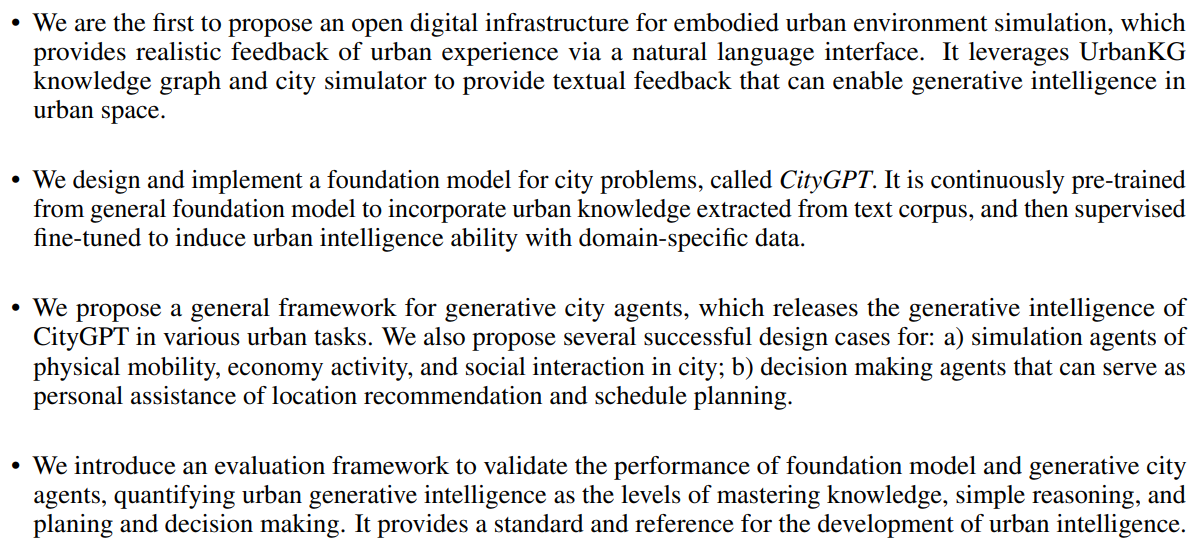 • We are the first to propose an open digital infrastructure for embodied urban environment simulation, which
provides realistic feedback of urban experience via a natural language interface. It leverages UrbanKG
knowledge graph and city simulator to provide textual feedback that can enable generative intelligence in
urban space.
• We design and implement a foundation model for city problems, called CityGPT. It is continuously pre-trained
from general foundation model to incorporate urban knowledge extracted from text corpus, and then supervised
fine-tuned to induce urban intelligence ability with domain-specific data.
• We propose a general framework for generative city agents, which releases the generative intelligence of
CityGPT in various urban tasks. We also propose several successful design cases for: a) simulation agents of
physical mobility, economy activity, and social interaction in city; b) decision making agents that can serve as
personal assistance of location recommendation and schedule planning.
• We introduce an evaluation framework to validate the performance of foundation model and generative city
agents, quantifying urban generative intelligence as the levels of mastering knowledge, simple reasoning, and
planing and decision making. It provides a standard and reference for the development of urban intelligence.